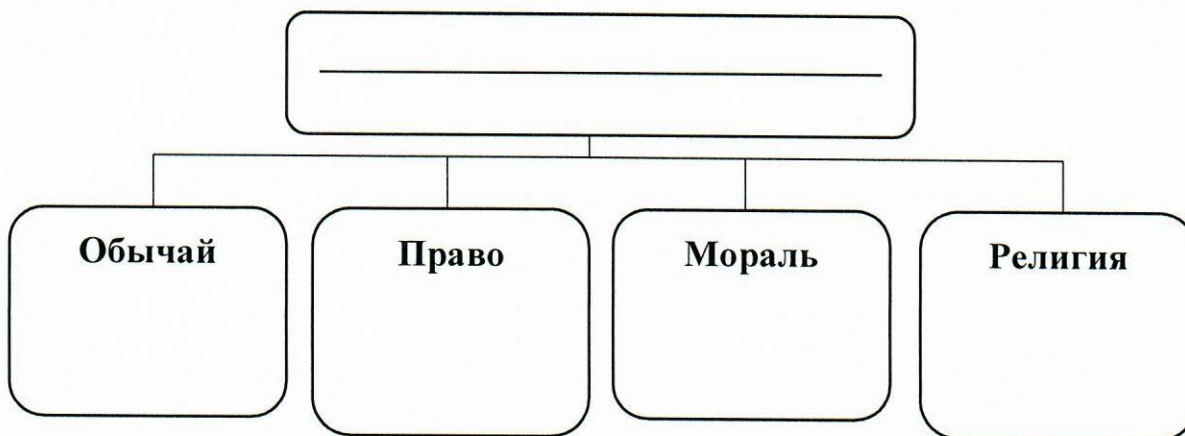 Обычай
Право
Мораль
Религия